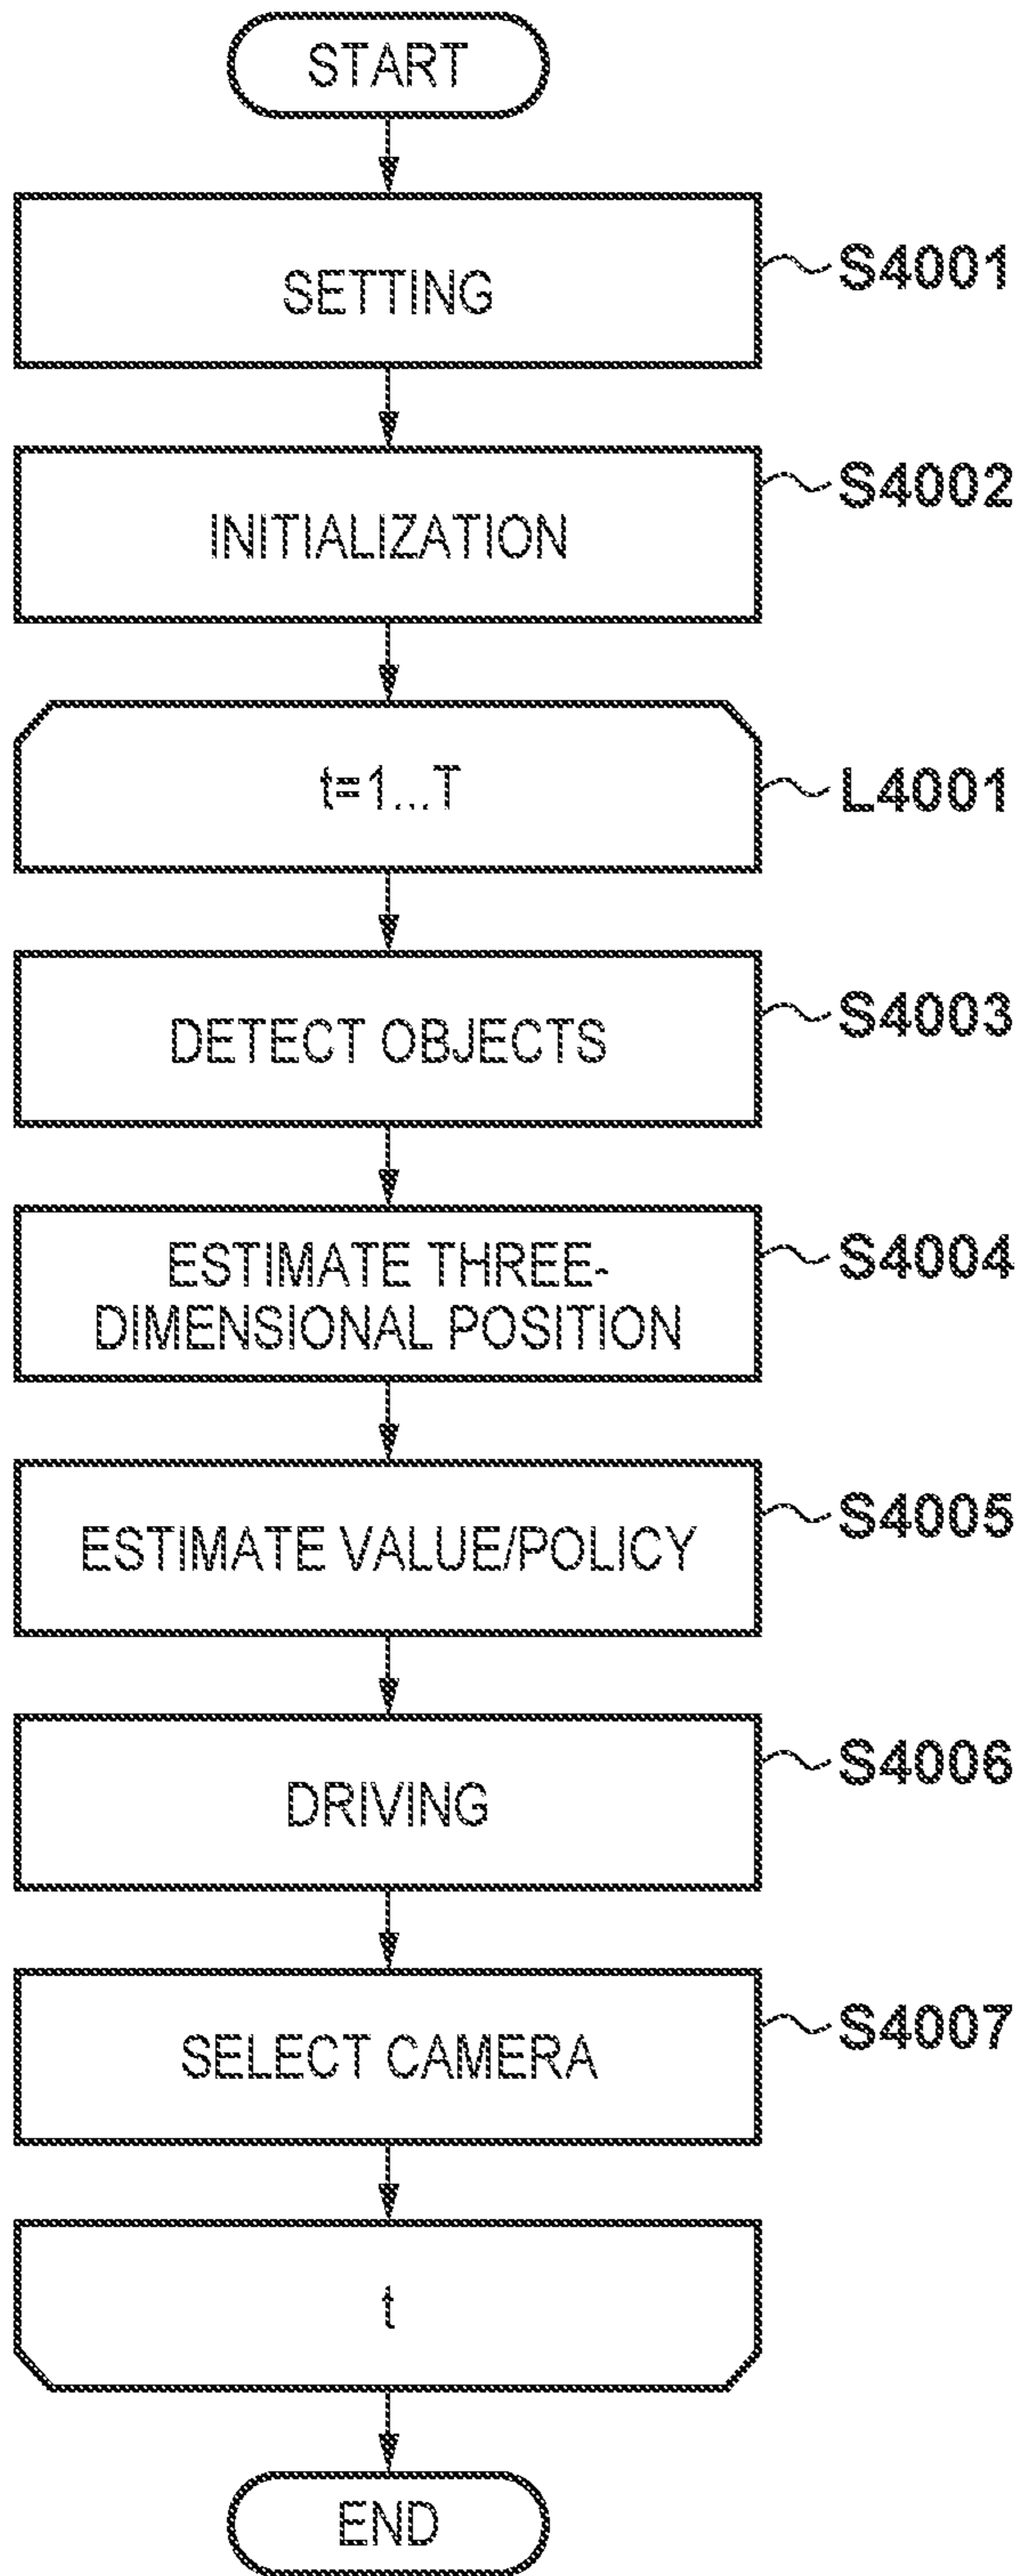 START
SETTING
S4001
INITIALIZATION
S4002
t=1...T
L4001
DETECT OBJECTS
S4003
ESTIMATE THREE-
DIMENSIONAL POSITION
S4004
ESTIMATE VALUE/POLICY
S4005
DRIVING
S4006
SELECT CAMERA
S4007
t
END